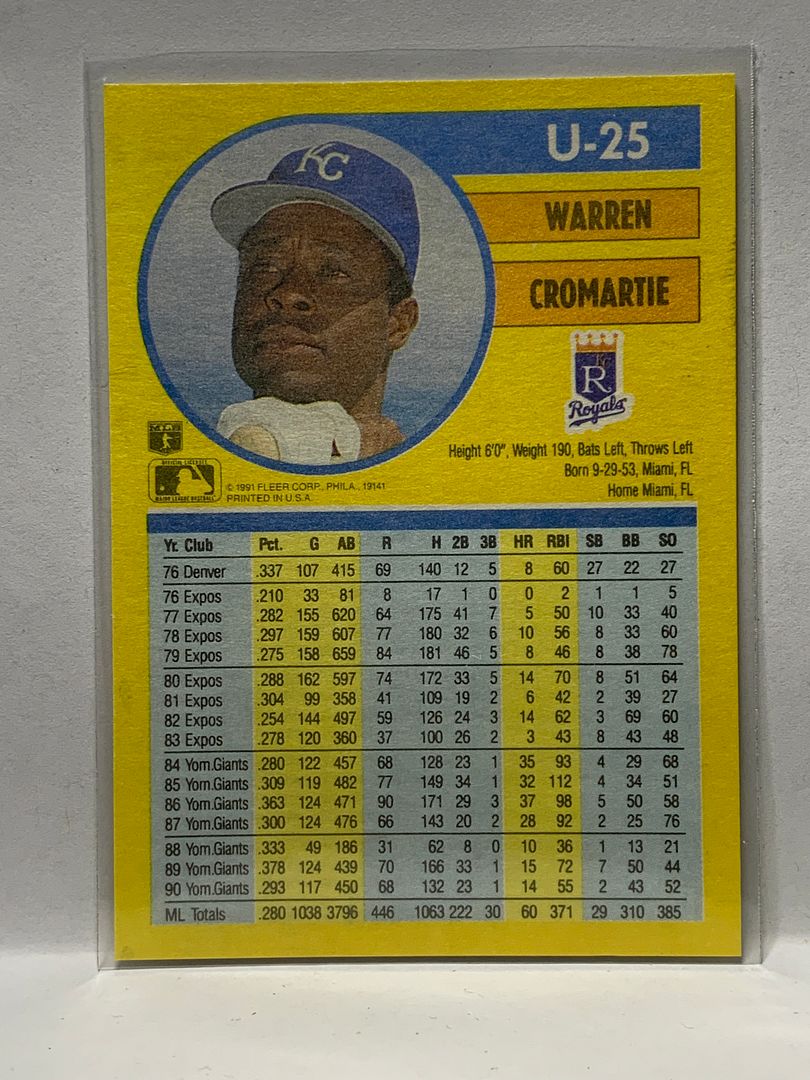 U-25
WARREN
CROMARTIE
KC
R
Royals
Height 6'0", Weight 190, Bats Left, Throws Left
Born 9-29-53, Miami, FL
Home Miami, FL
MLB
OFFICIAL LICENSEE
MAJOR LEAGUE BASEBALL
© 1991 FLEER CORP., PHILA., 19141
PRINTED IN U.S.A.
Yr. Club Pct. G AB R H 2B 3B HR RBI SB BB SO
76 Denver .337 107 415 69 140 12 5 8 60 27 22 27
76 Expos .210 33 81 8 17 1 0 0 2 1 1 5
77 Expos .282 155 620 64 175 41 7 5 50 10 33 40
78 Expos .297 159 607 77 180 32 6 10 56 8 33 60
79 Expos .275 158 659 84 181 46 5 8 46 8 38 78
80 Expos .288 162 597 74 172 33 5 14 70 8 51 64
81 Expos .304 99 358 41 109 19 2 6 42 2 39 27
82 Expos .254 144 497 59 126 24 3 14 62 3 69 60
83 Expos .278 120 360 37 100 26 2 3 43 8 43 48
84 Yom.Giants .280 122 457 68 128 23 1 35 93 4 29 68
85 Yom.Giants .309 119 482 77 149 34 1 32 112 4 34 51
86 Yom.Giants .363 124 471 90 171 29 3 37 98 5 50 58
87 Yom.Giants .300 124 476 66 143 20 2 28 92 2 25 76
88 Yom.Giants .333 49 186 31 62 8 0 10 36 1 13 21
89 Yom.Giants .378 124 439 70 166 33 1 15 72 7 50 44
90 Yom.Giants .293 117 450 68 132 23 1 14 55 2 43 52
ML Totals .280 1038 3796 446 1063 222 30 60 371 29 310 385